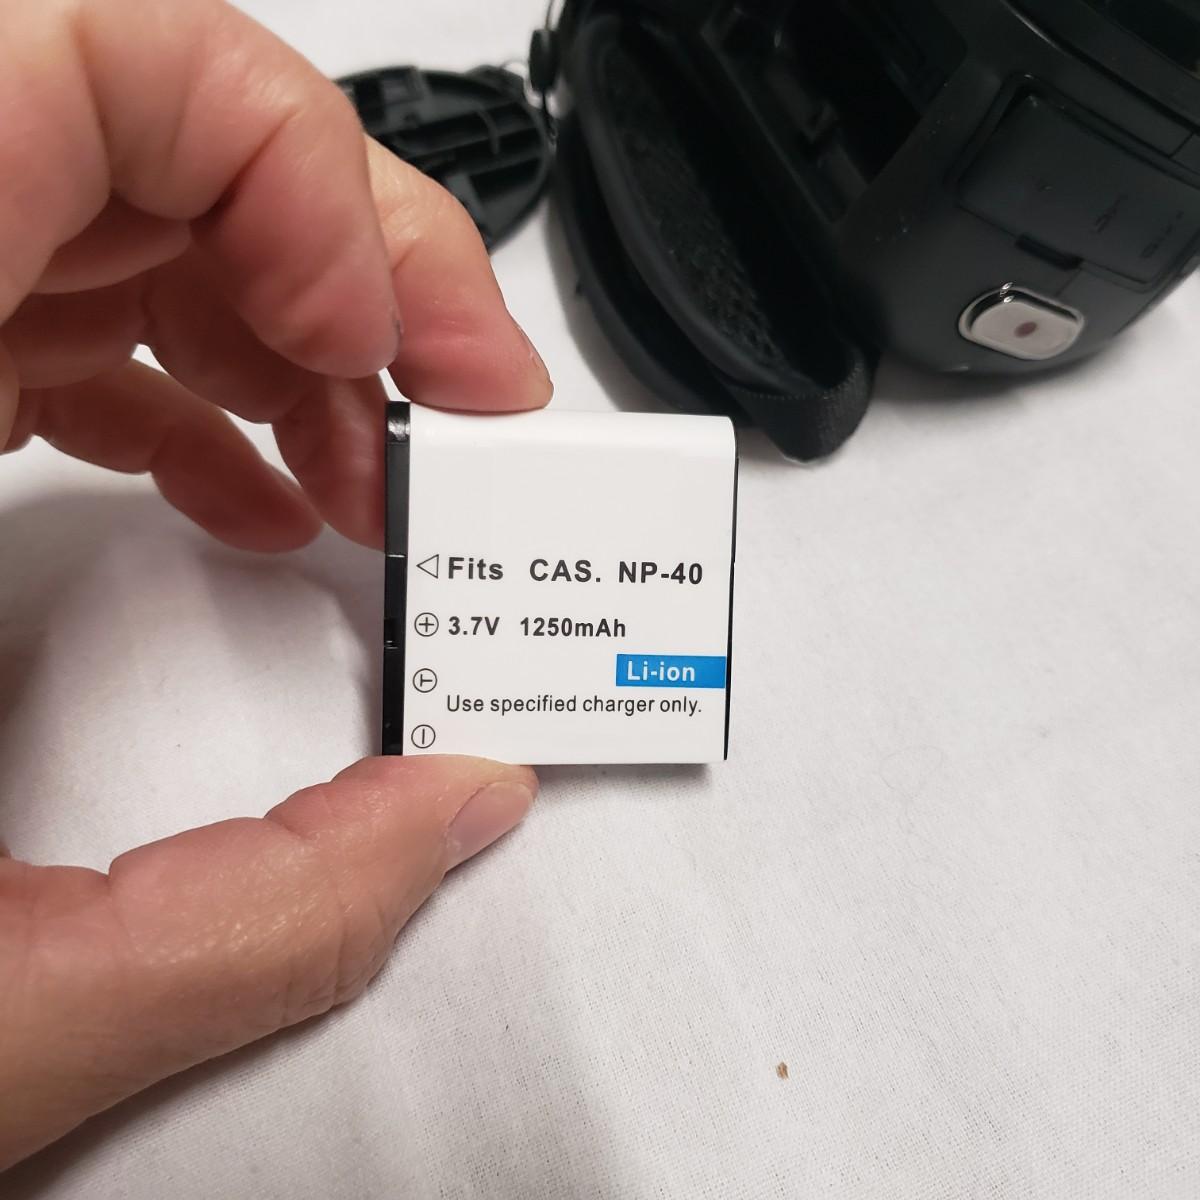 Fits CAS. NP-40
3.7V 1250mAh
Li-ion
Use specified charger only.